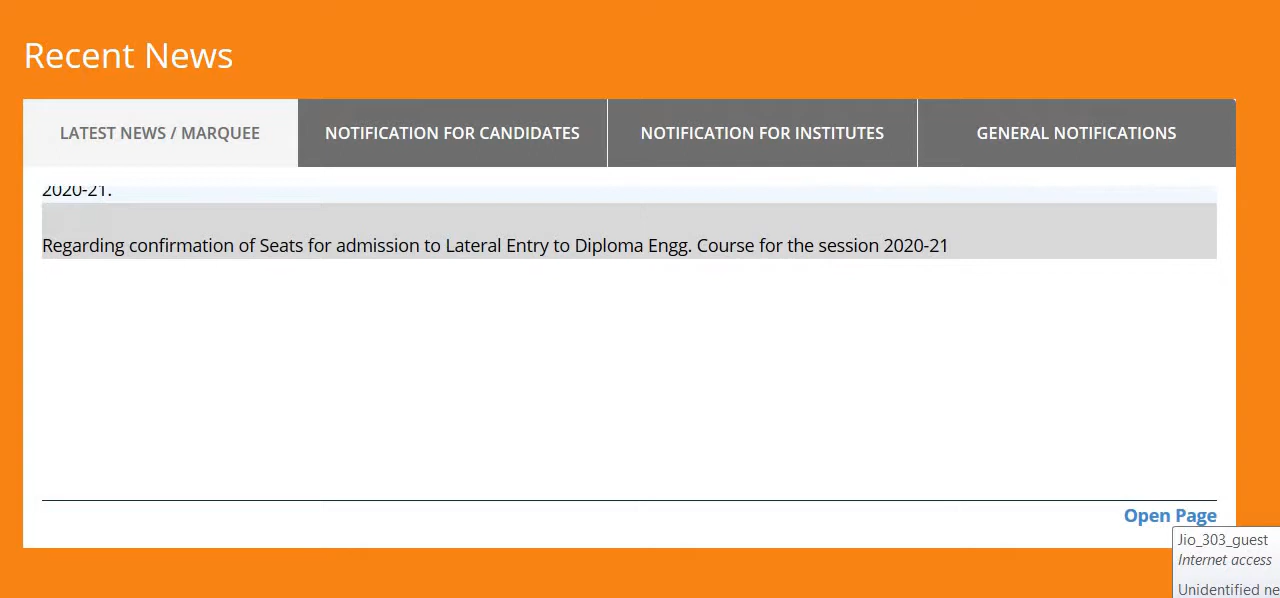 Recent News
LATEST NEWS / MARQUEE
NOTIFICATION FOR CANDIDATES
NOTIFICATION FOR INSTITUTES
GENERAL NOTIFICATIONS
2020-21.
Regarding confirmation of Seats for admission to Lateral Entry to Diploma Engg. Course for the session 2020-21
Open Page
Jio_303_guest
Internet access
Unidentified ne